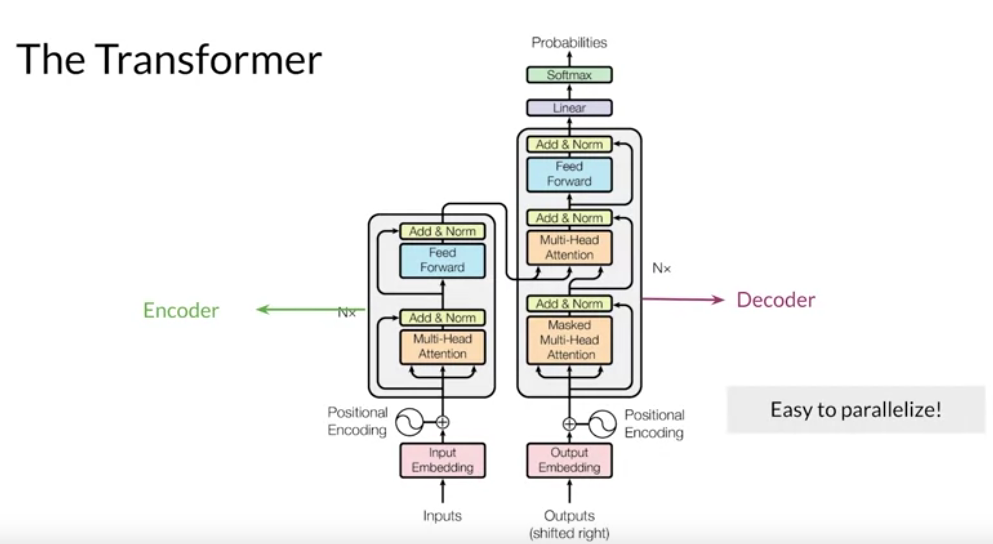 The Transformer
Probabilities
Softmax
Linear
Add & Norm
Feed
Forward
Add & Norm
Multi-Head
Attention
Add & Norm
Masked
Multi-Head
Attention
Nx
Decoder
Add & Norm
Feed
Forward
Add & Norm
Multi-Head
Attention
Nx
Encoder
Positional
Encoding
Positional
Encoding
Input
Embedding
Output
Embedding
Inputs
Outputs
(shifted right)
Easy to parallelize!